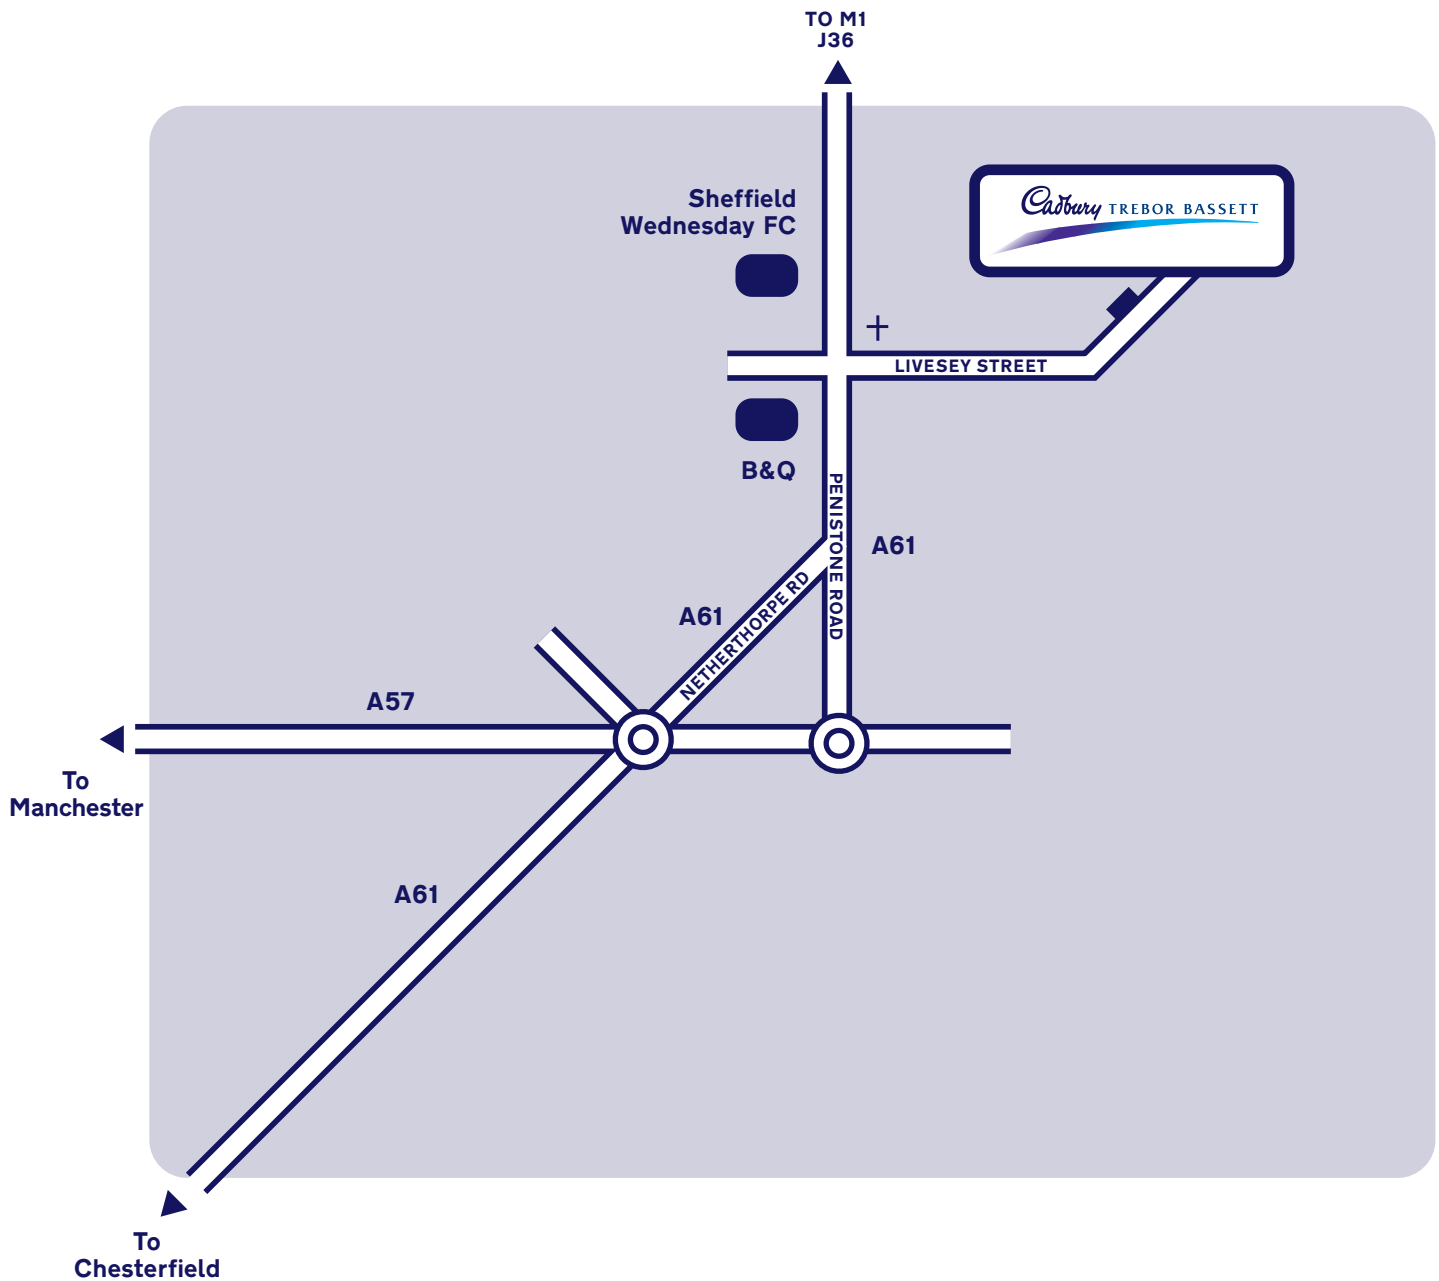 TO M1
J36
Sheffield
Wednesday FC
Cadbury TREBOR BASSETT
LIVESEY STREET
B&Q
PENISTONE ROAD
A61
A61
NETHERTHORPE RD
A57
To
Manchester
A61
To
Chesterfield